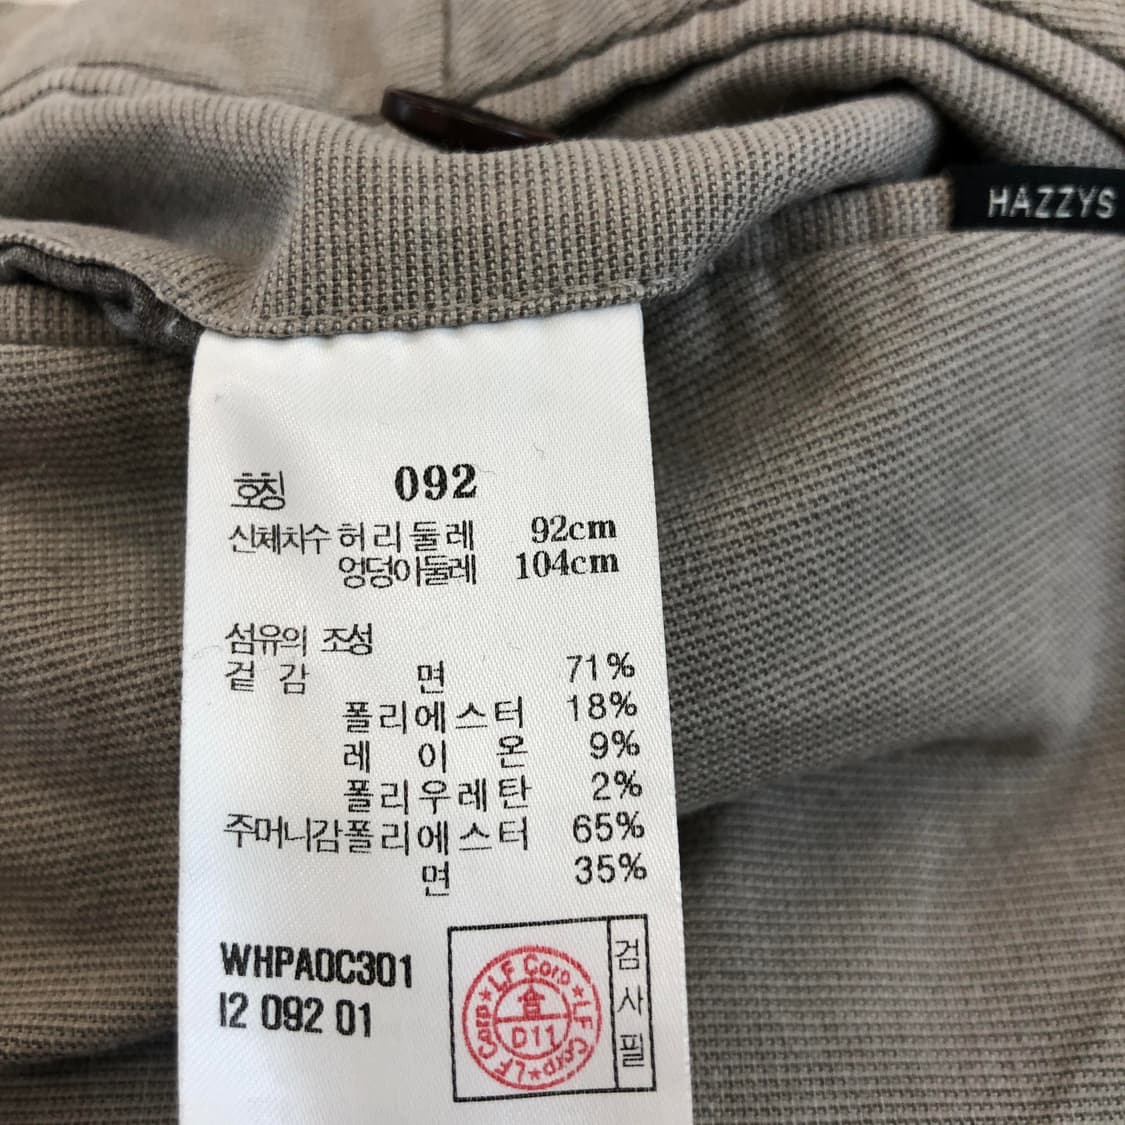 HAZZYS
호칭 092
신체치수 허리둘레 92cm
엉덩이둘레 104cm
섬유의 조성
겉감 면 71%
폴리에스터 18%
레이온 9%
폴리우레탄 2%
주머니감 폴리에스터 65%
면 35%
WHPA0C301
I2 092 01
LF Corp ★ LF Corp ★ LF Corp ★
合
D11
검사필